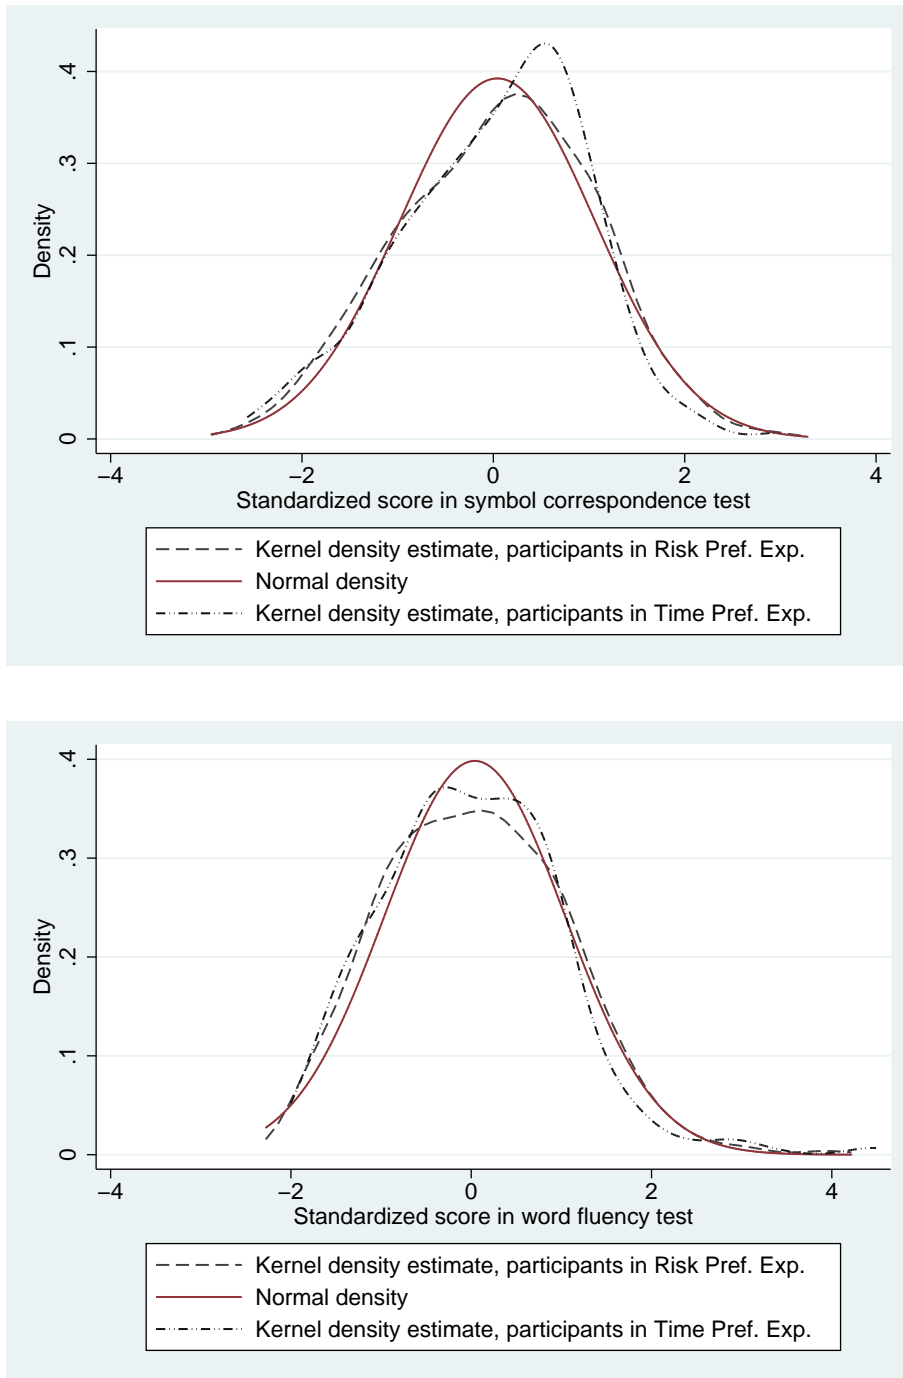 .4
.3
.2
.1
0
Density
−4
−2
0
2
4
Standardized score in symbol correspondence test
Kernel density estimate, participants in Risk Pref. Exp.
Normal density
Kernel density estimate, participants in Time Pref. Exp.
.4
.3
.2
.1
0
Density
−4
−2
0
2
4
Standardized score in word fluency test
Kernel density estimate, participants in Risk Pref. Exp.
Normal density
Kernel density estimate, participants in Time Pref. Exp.